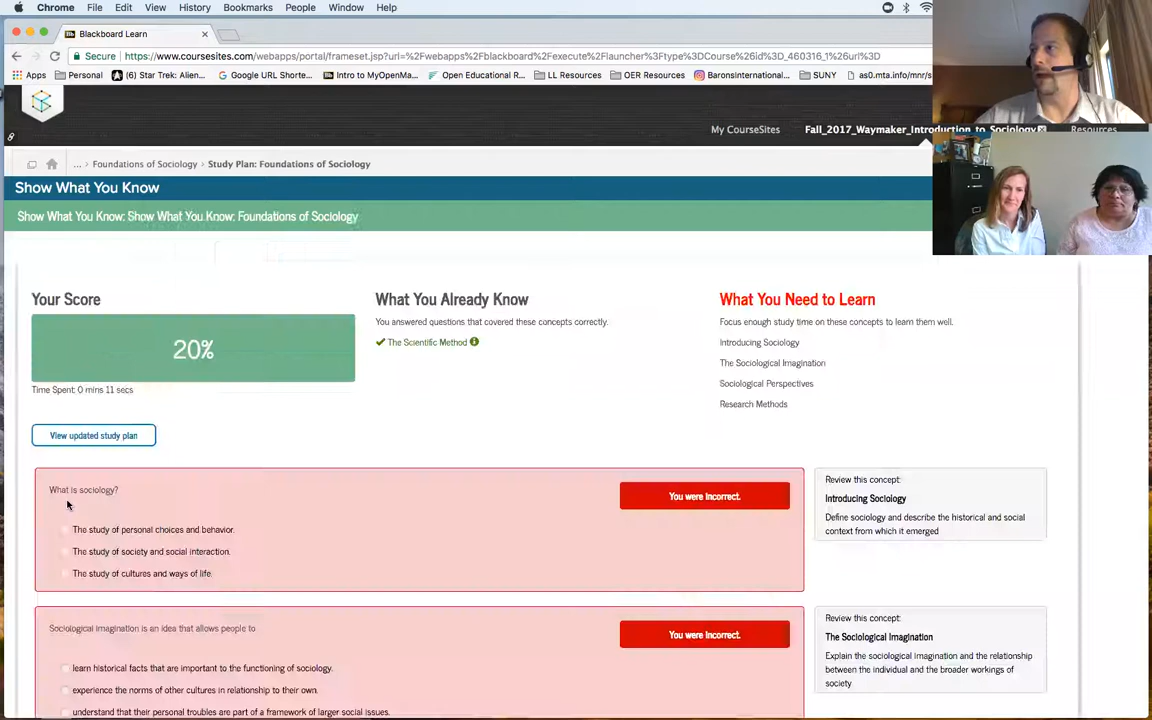 Chrome File Edit View History Bookmarks People Window Help
Blackboard Learn
Secure https://www.coursesites.com/webapps/portal/frameset.jsp?url=%2Fwebapps%2Fblackboard%2Fexecute%2Flauncher%3Ftype%3DCourse%26id%3D_460316_1%26url%3D
Apps Personal (6) Star Trek: Alien... Google URL Shorte... Intro to MyOpenMa... Open Educational R... LL Resources OER Resources Baronsinternational... SUNY as0.mta.info/mnr/s
My CourseSites Fall_2017_Waymaker_Introduction_to_Sociology Resources
... > Foundations of Sociology > Study Plan: Foundations of Sociology
Show What You Know
Show What You Know: Show What You Know: Foundations of Sociology
Your Score
20%
Time Spent: 0 mins 11 secs
View updated study plan
What You Already Know
You answered questions that covered these concepts correctly.
The Scientific Method
What You Need to Learn
Focus enough study time on these concepts to learn them well.
Introducing Sociology
The Sociological Imagination
Sociological Perspectives
Research Methods
What is sociology?
You were incorrect.
The study of personal choices and behavior.
The study of society and social interaction.
The study of cultures and ways of life.
Review this concept:
Introducing Sociology
Define sociology and describe the historical and social
context from which it emerged
Sociological imagination is an idea that allows people to
You were incorrect.
learn historical facts that are important to the functioning of sociology.
experience the norms of other cultures in relationship to their own.
understand that their personal troubles are part of a framework of larger social issues.
Review this concept:
The Sociological Imagination
Explain the sociological imagination and the relationship
between the individual and the broader workings of
society